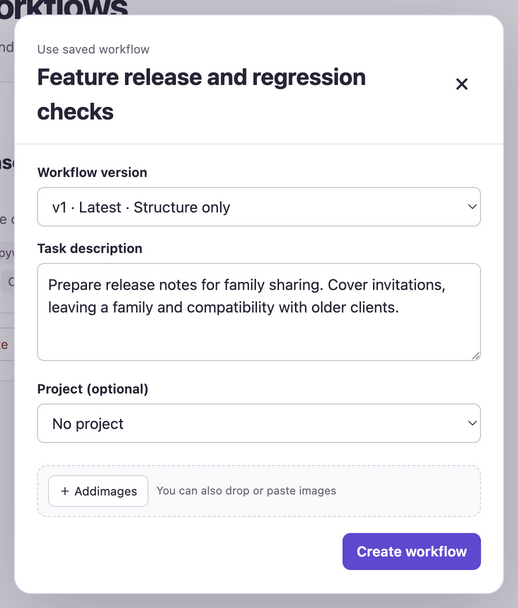 orkflows
nd
Use saved workflow
Feature release and regression
checks
×
Workflow version
v1 · Latest · Structure only
Task description
Prepare release notes for family sharing. Cover invitations,
leaving a family and compatibility with older clients.
Project (optional)
No project
+ Addimages
You can also drop or paste images
Create workflow